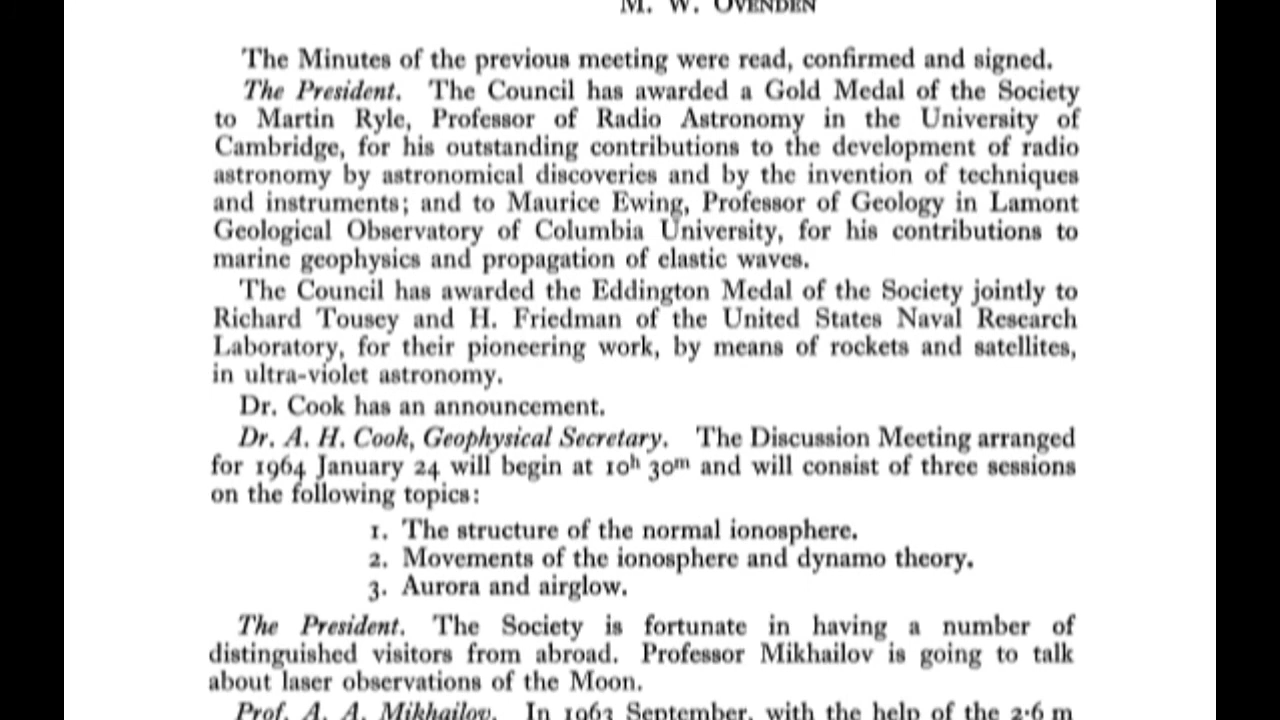 M. W. OVENDEN
The Minutes of the previous meeting were read, confirmed and signed.
The President. The Council has awarded a Gold Medal of the Society
to Martin Ryle, Professor of Radio Astronomy in the University of
Cambridge, for his outstanding contributions to the development of radio
astronomy by astronomical discoveries and by the invention of techniques
and instruments; and to Maurice Ewing, Professor of Geology in Lamont
Geological Observatory of Columbia University, for his contributions to
marine geophysics and propagation of elastic waves.
The Council has awarded the Eddington Medal of the Society jointly to
Richard Tousey and H. Friedman of the United States Naval Research
Laboratory, for their pioneering work, by means of rockets and satellites,
in ultra-violet astronomy.
Dr. Cook has an announcement.
Dr. A. H. Cook, Geophysical Secretary. The Discussion Meeting arranged
for 1964 January 24 will begin at 10ʰ 30ᵐ and will consist of three sessions
on the following topics:
1. The structure of the normal ionosphere.
2. Movements of the ionosphere and dynamo theory.
3. Aurora and airglow.
The President. The Society is fortunate in having a number of
distinguished visitors from abroad. Professor Mikhailov is going to talk
about laser observations of the Moon.
Prof. A. A. Mikhailov. In 1963 September, with the help of the 2·6 m